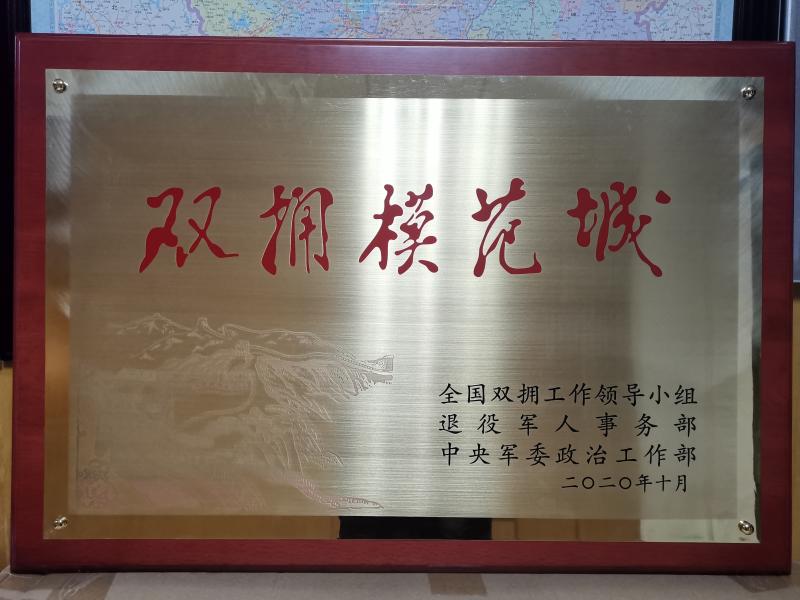 双拥模范城
全国双拥工作领导小组
退役军人事务部
中央军委政治工作部
二〇二〇年十月